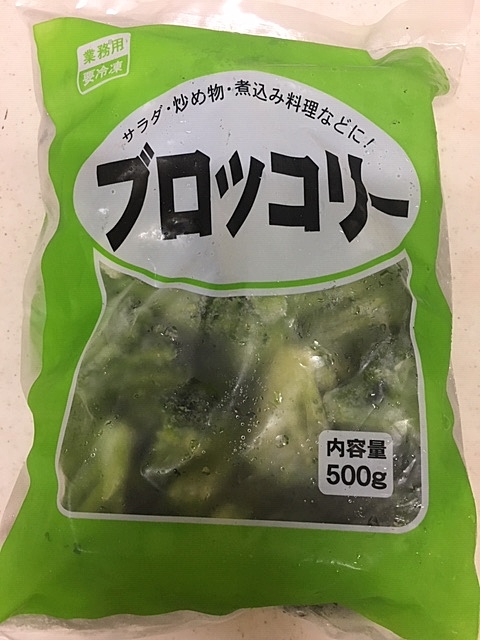 業務用
要冷凍
サラダ・炒め物・煮込み料理などに!
ブロッコリー
内容量
500g